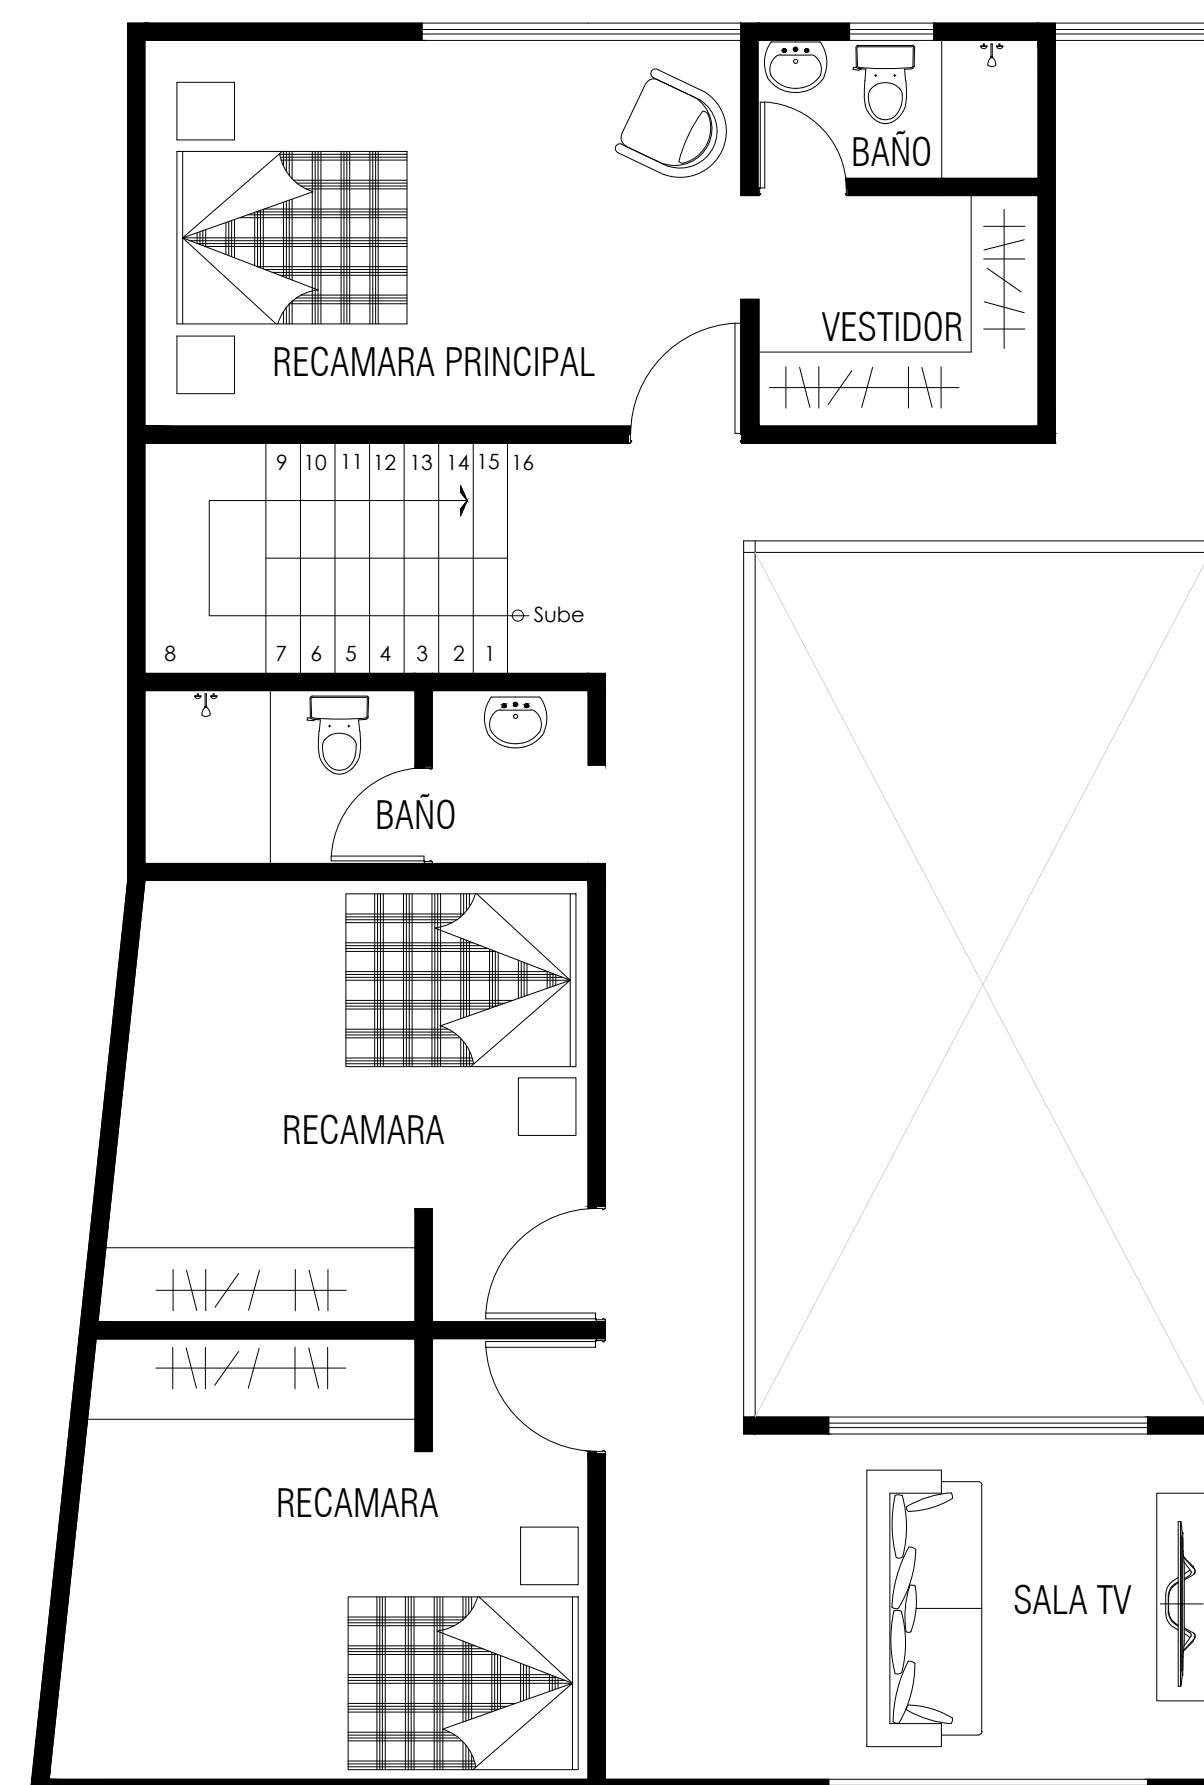 BAÑO
VESTIDOR
RECAMARA PRINCIPAL
9 10 11 12 13 14 15 16
Sube
8 7 6 5 4 3 2 1
BAÑO
RECAMARA
RECAMARA
SALA TV